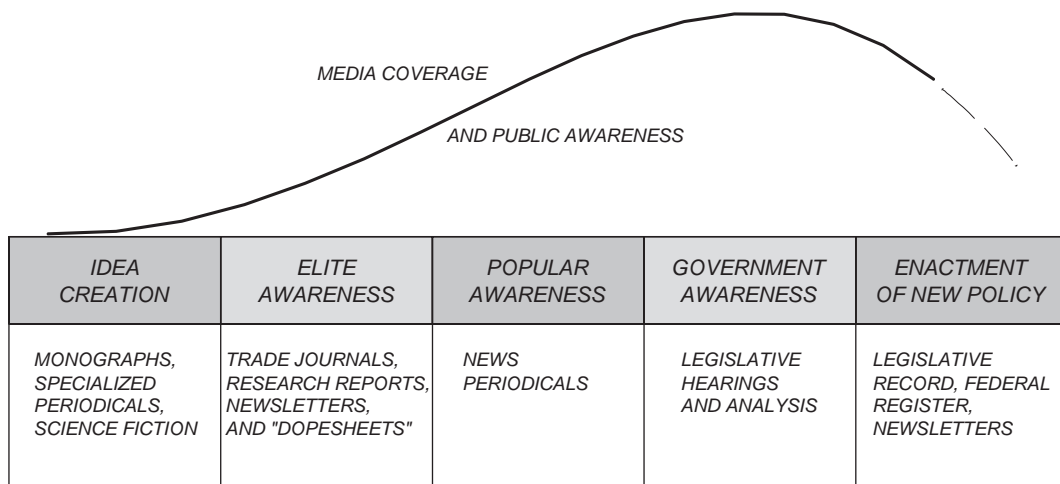 MEDIA COVERAGE
AND PUBLIC AWARENESS
IDEA
CREATION
ELITE
AWARENESS
POPULAR
AWARENESS
GOVERNMENT
AWARENESS
ENACTMENT
OF NEW POLICY
MONOGRAPHS,
SPECIALIZED
PERIODICALS,
SCIENCE FICTION
TRADE JOURNALS,
RESEARCH REPORTS,
NEWSLETTERS,
AND "DOPESHEETS"
NEWS
PERIODICALS
LEGISLATIVE
HEARINGS
AND ANALYSIS
LEGISLATIVE
RECORD, FEDERAL
REGISTER,
NEWSLETTERS